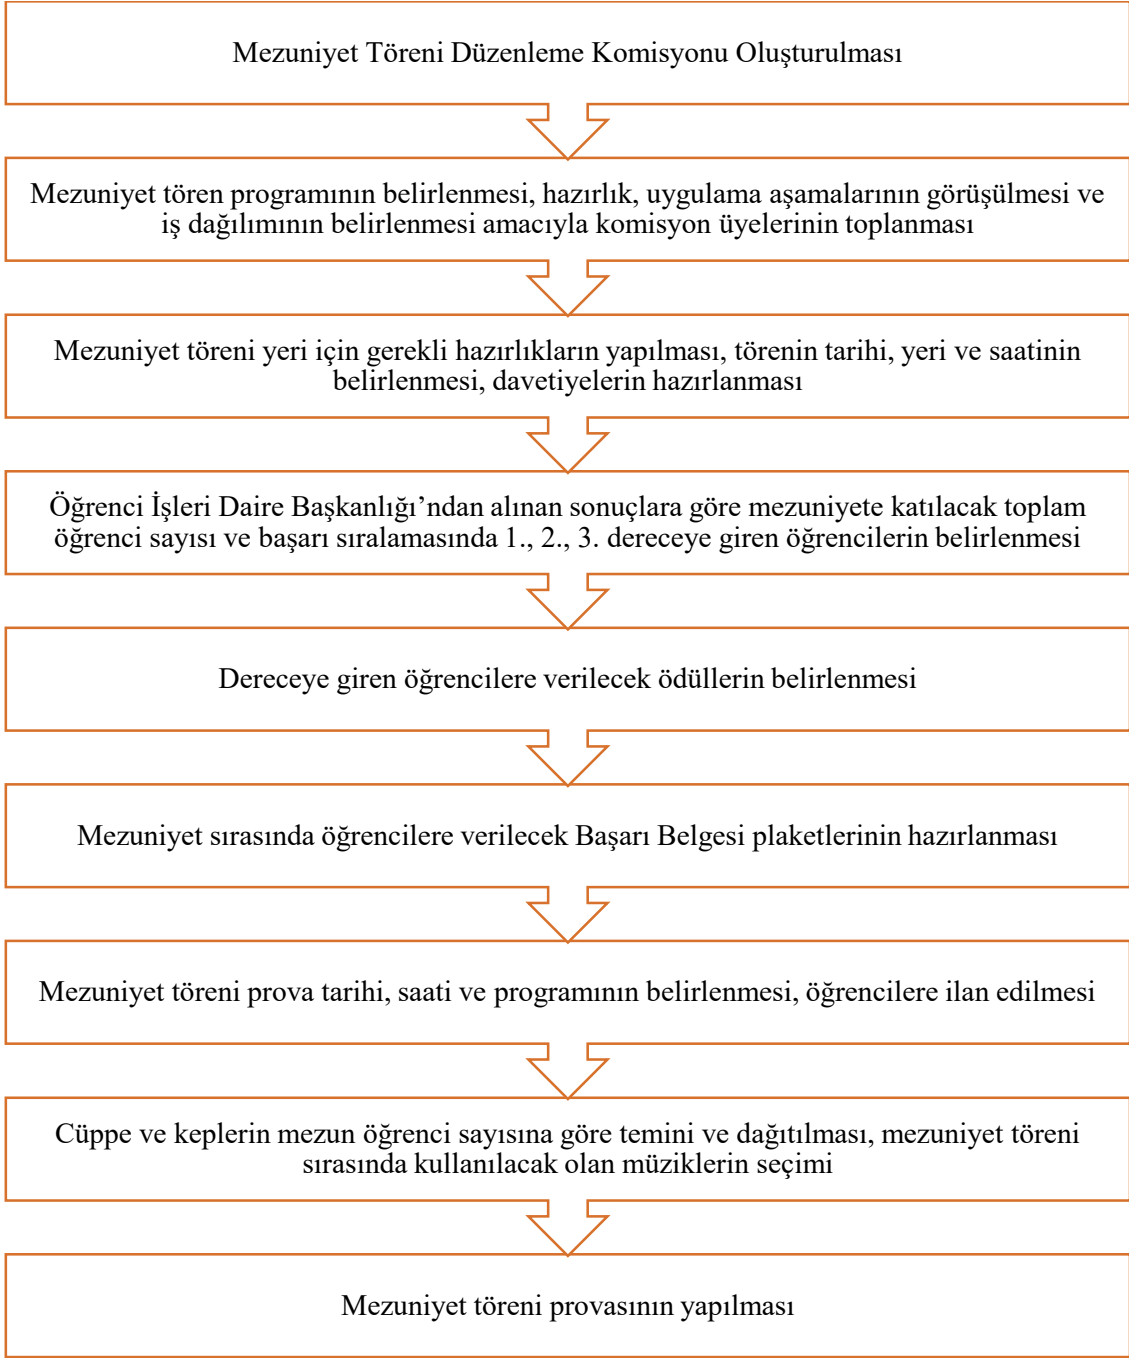 Mezuniyet Töreni Düzenleme Komisyonu Oluşturulması
Mezuniyet tören programının belirlenmesi, hazırlık, uygulama aşamalarının görüşülmesi ve
iş dağılımının belirlenmesi amacıyla komisyon üyelerinin toplanması
Mezuniyet töreni yeri için gerekli hazırlıkların yapılması, törenin tarihi, yeri ve saatinin
belirlenmesi, davetiyelerin hazırlanması
Öğrenci İşleri Daire Başkanlığı’ndan alınan sonuçlara göre mezuniyete katılacak toplam
öğrenci sayısı ve başarı sıralamasında 1., 2., 3. dereceye giren öğrencilerin belirlenmesi
Dereceye giren öğrencilere verilecek ödüllerin belirlenmesi
Mezuniyet sırasında öğrencilere verilecek Başarı Belgesi plaketlerinin hazırlanması
Mezuniyet töreni prova tarihi, saati ve programının belirlenmesi, öğrencilere ilan edilmesi
Cüppe ve keplerin mezun öğrenci sayısına göre temini ve dağıtılması, mezuniyet töreni
sırasında kullanılacak olan müziklerin seçimi
Mezuniyet töreni provasının yapılması